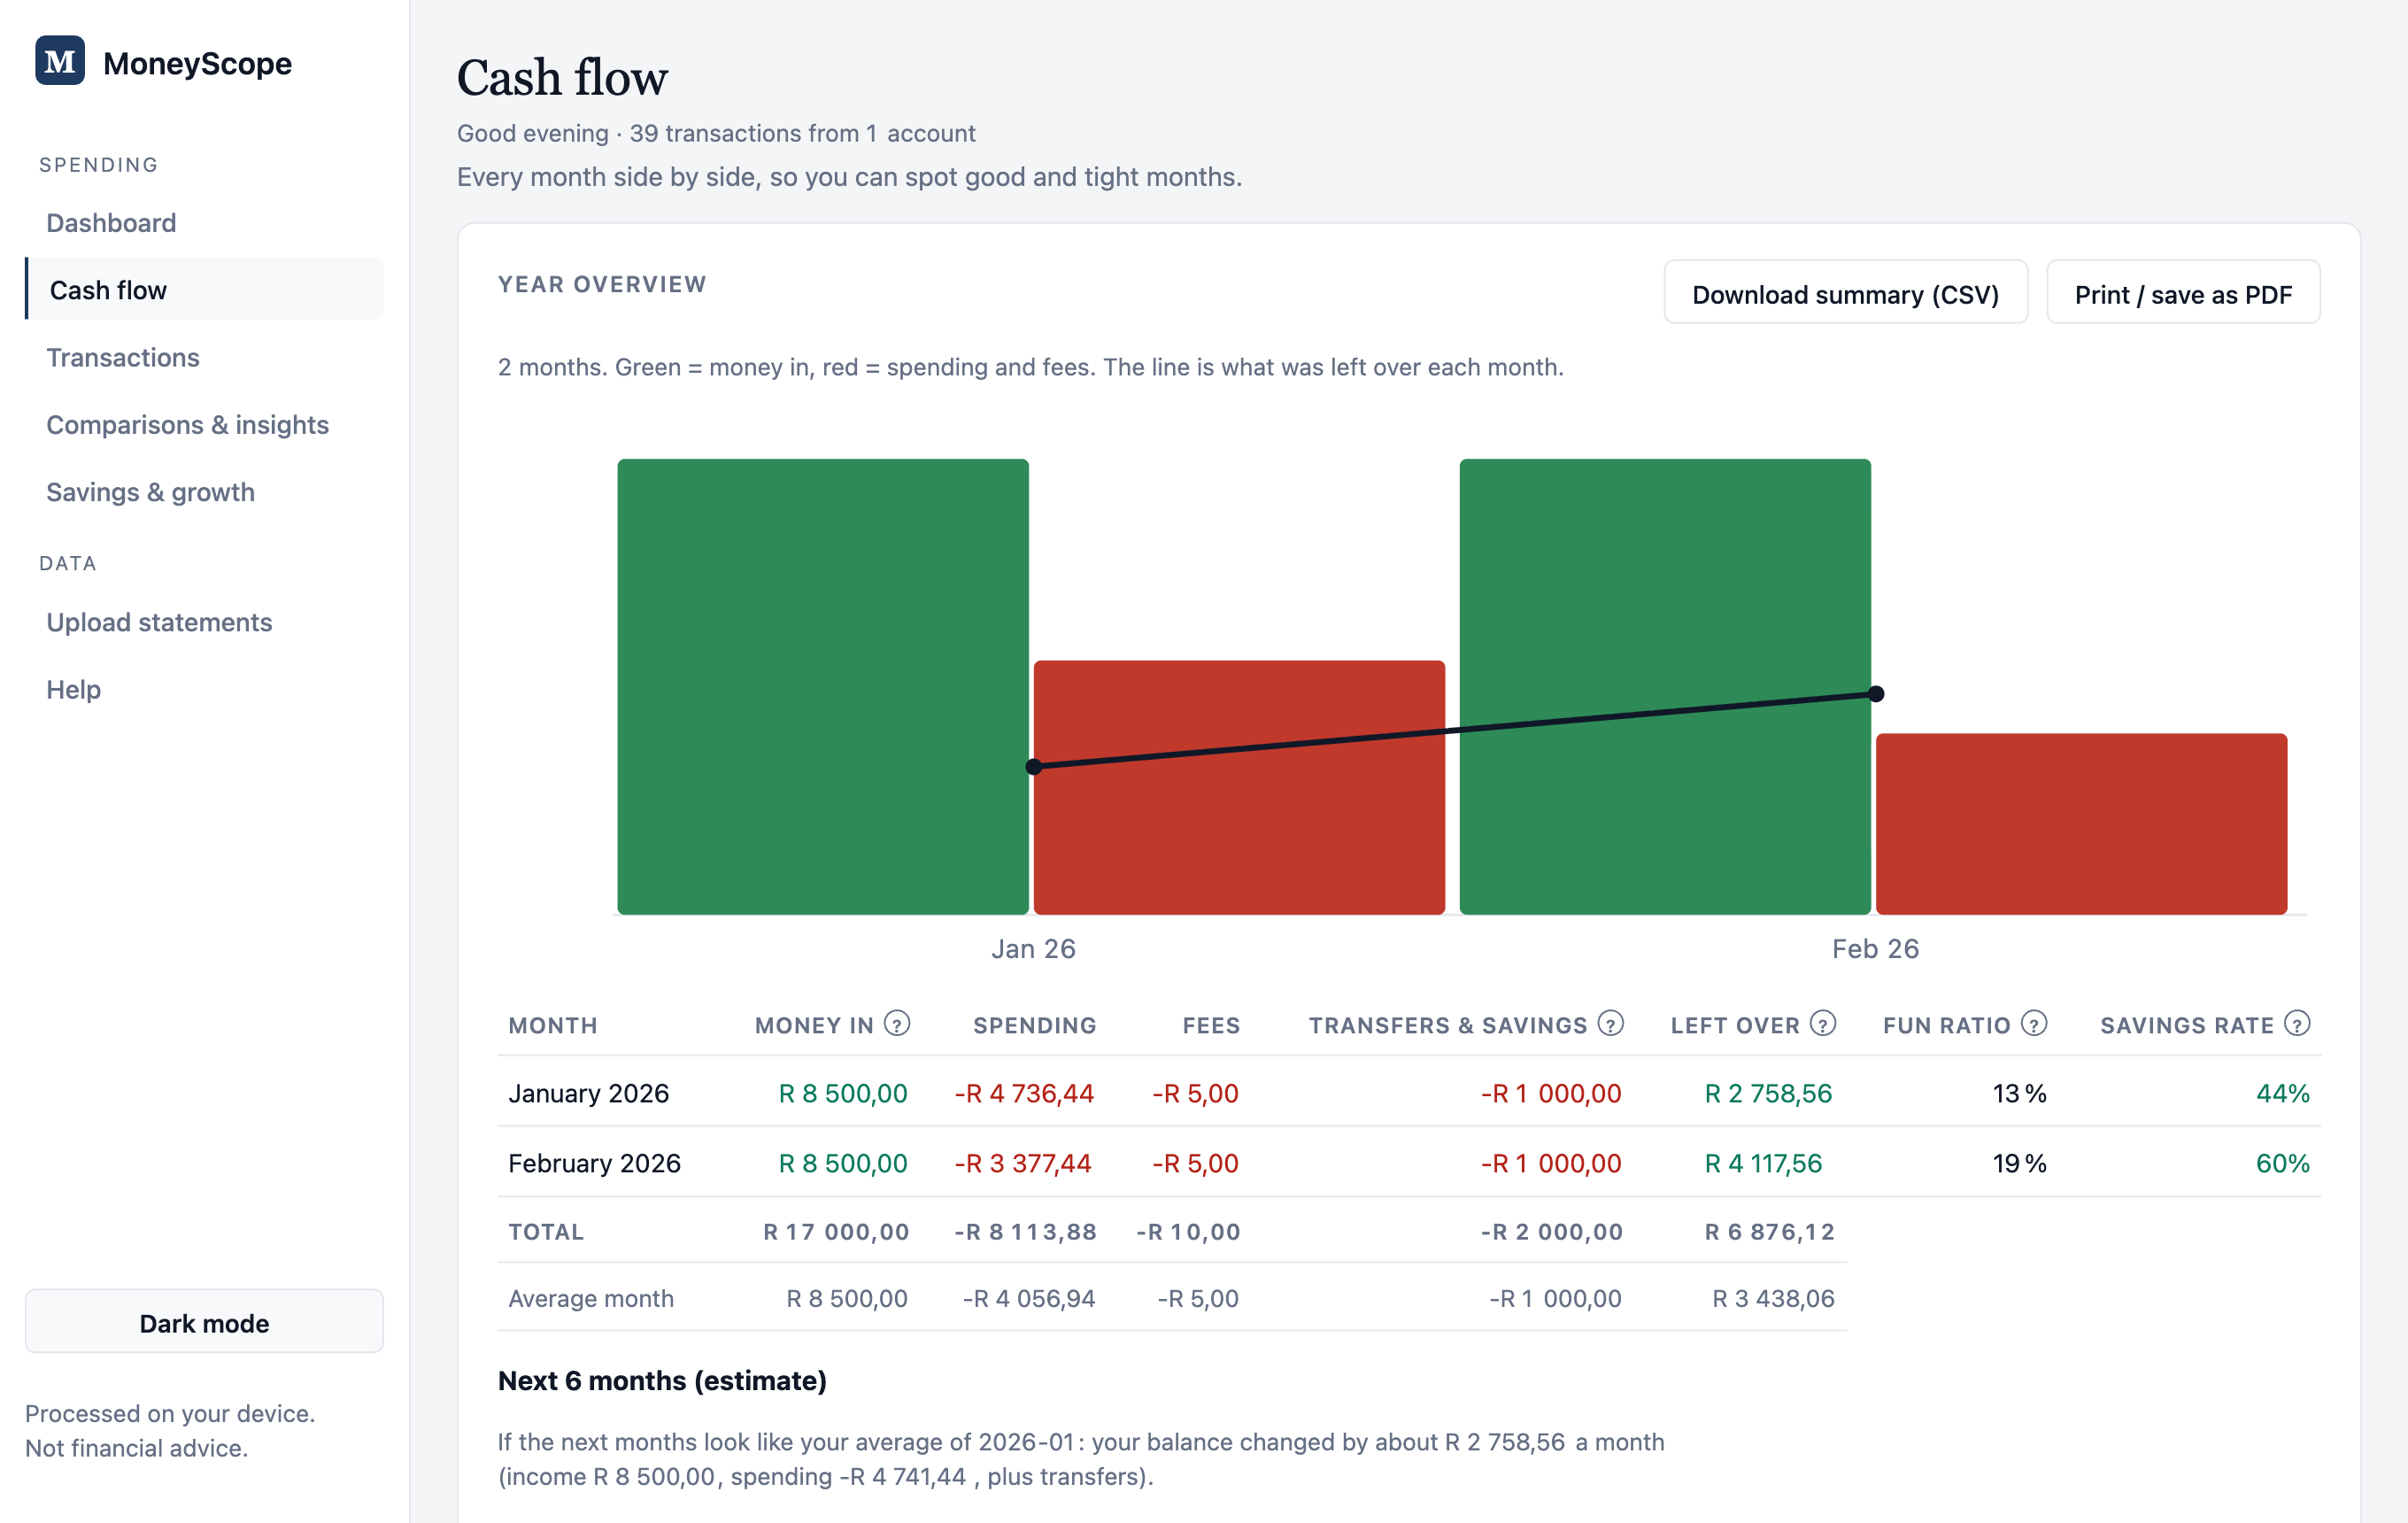 M MoneyScope
SPENDING
Dashboard
Cash flow
Transactions
Comparisons & insights
Savings & growth
DATA
Upload statements
Help
Dark mode
Processed on your device.
Not financial advice.
Cash flow
Good evening · 39 transactions from 1 account
Every month side by side, so you can spot good and tight months.
YEAR OVERVIEW
Download summary (CSV)
Print / save as PDF
2 months. Green = money in, red = spending and fees. The line is what was left over each month.
Jan 26 Feb 26
MONTH MONEY IN ? SPENDING FEES TRANSFERS & SAVINGS ? LEFT OVER ? FUN RATIO ? SAVINGS RATE ?
January 2026 R 8 500,00 -R 4 736,44 -R 5,00 -R 1 000,00 R 2 758,56 13 % 44%
February 2026 R 8 500,00 -R 3 377,44 -R 5,00 -R 1 000,00 R 4 117,56 19 % 60%
TOTAL R 17 000,00 -R 8 113,88 -R 10,00 -R 2 000,00 R 6 876,12
Average month R 8 500,00 -R 4 056,94 -R 5,00 -R 1 000,00 R 3 438,06
Next 6 months (estimate)
If the next months look like your average of 2026-01: your balance changed by about R 2 758,56 a month
(income R 8 500,00, spending -R 4 741,44 , plus transfers).